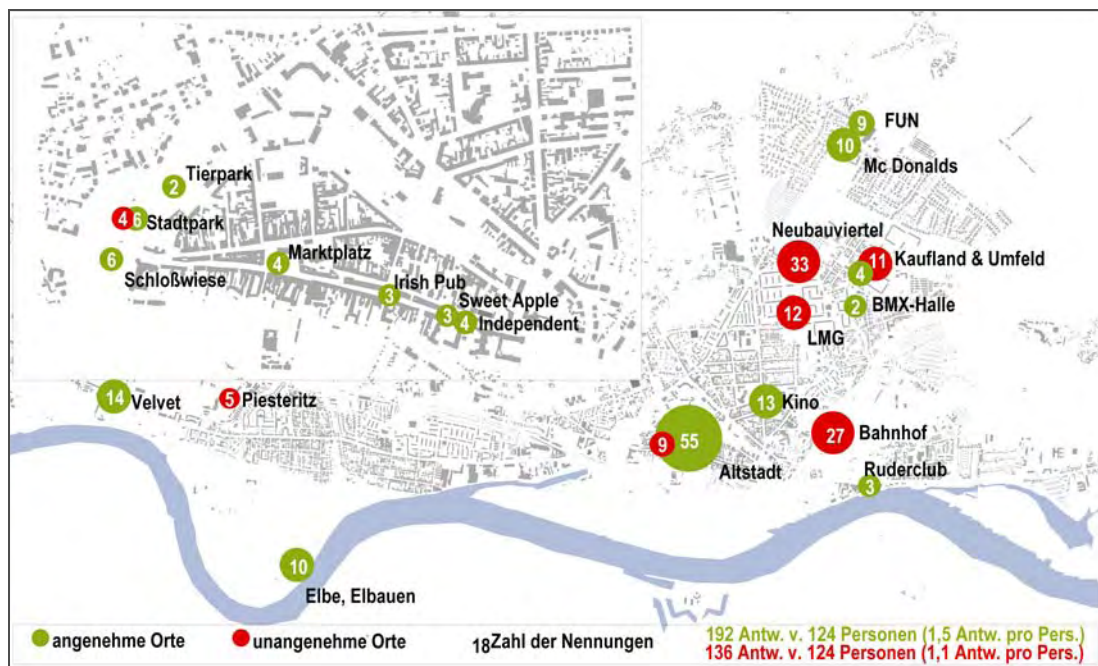 9 FUN
10
Mc Donalds
2 Tierpark
4 6 Stadtpark
6
Schloßwiese
4 Marktplatz
3 Irish Pub
3 Sweet Apple
4 Independent
Neubauviertel
33
11 Kaufland & Umfeld
4
2 BMX-Halle
12
LMG
14 Velvet
5 Piesteritz
13 Kino
9 55
Altstadt
27 Bahnhof
Ruderclub
3
10
Elbe, Elbauen
angenehme Orte
unangenehme Orte
18 Zahl der Nennungen
192 Antw. v. 124 Personen (1,5 Antw. pro Pers.)
136 Antw. v. 124 Personen (1,1 Antw. pro Pers.)